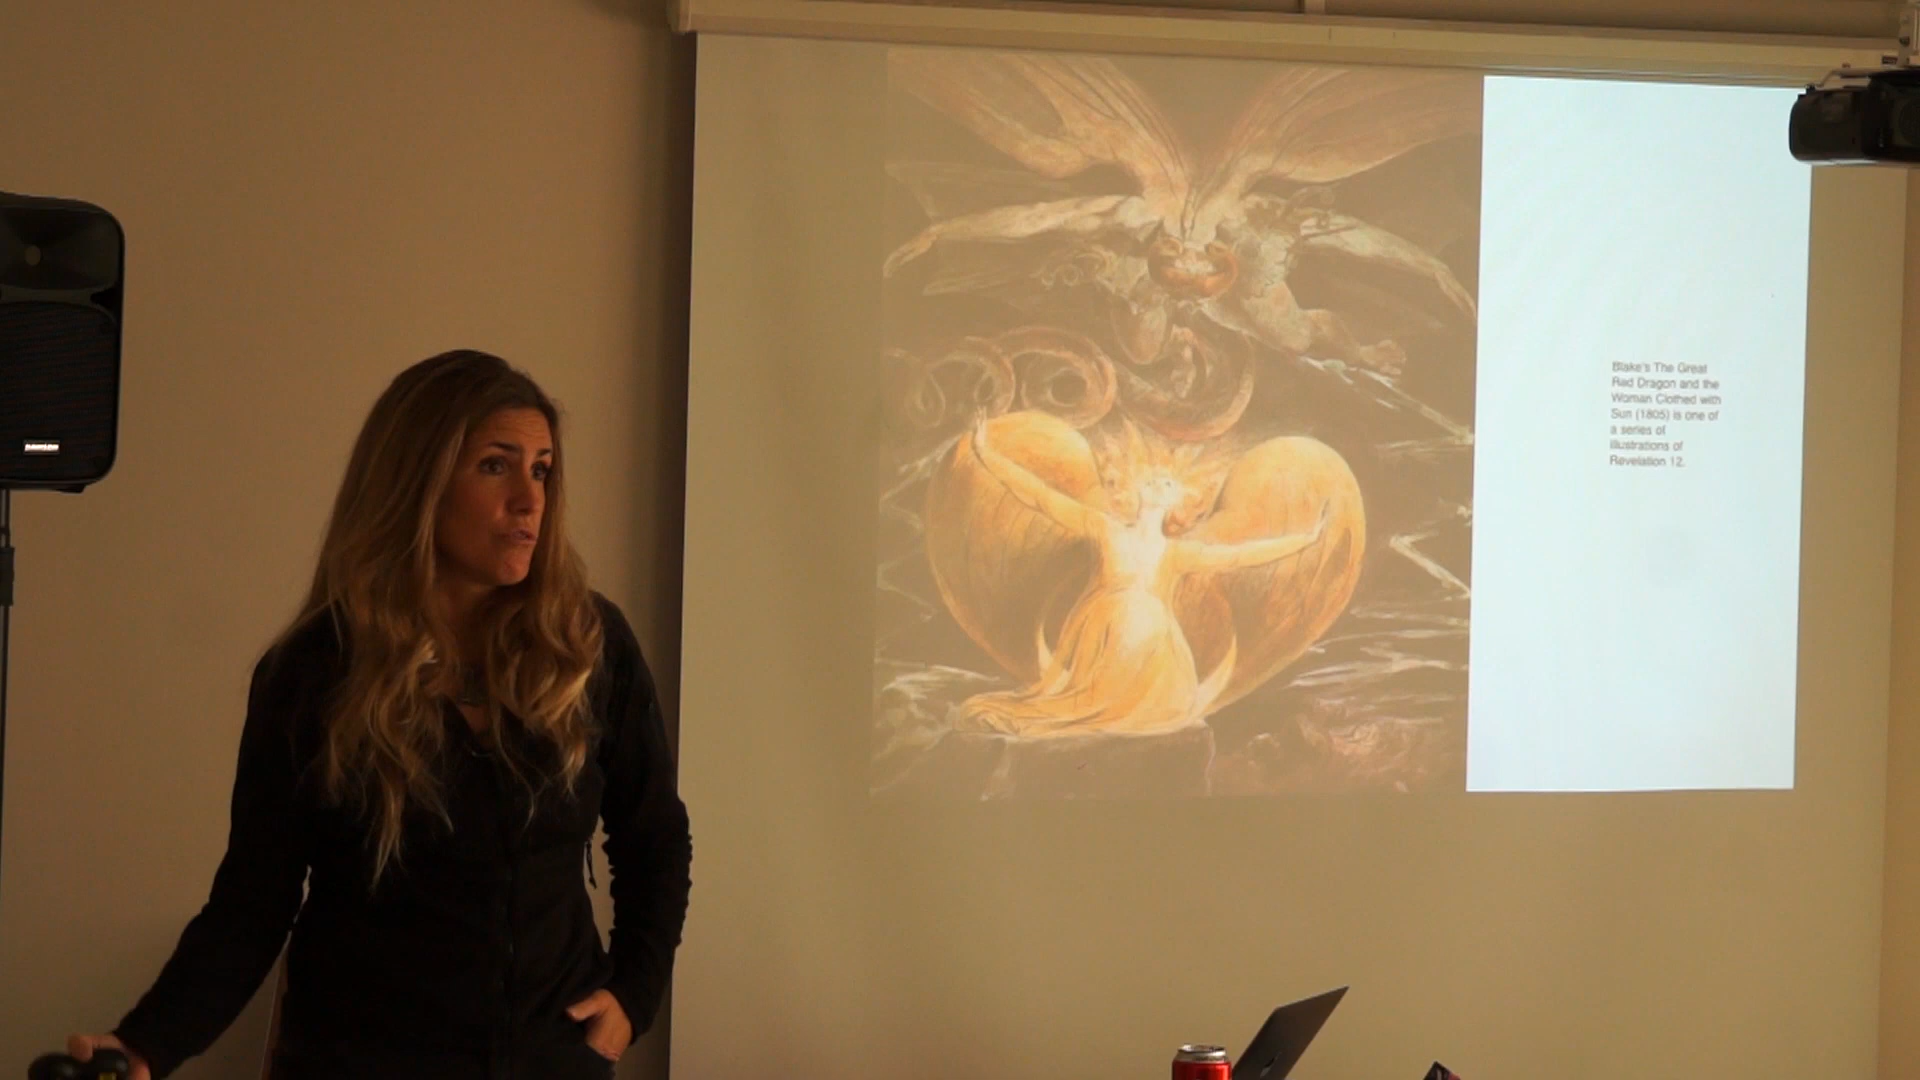 Blake's The Great
Red Dragon and the
Woman Clothed with
Sun (1805) is one of
a series of
illustrations of
Revelation 12.